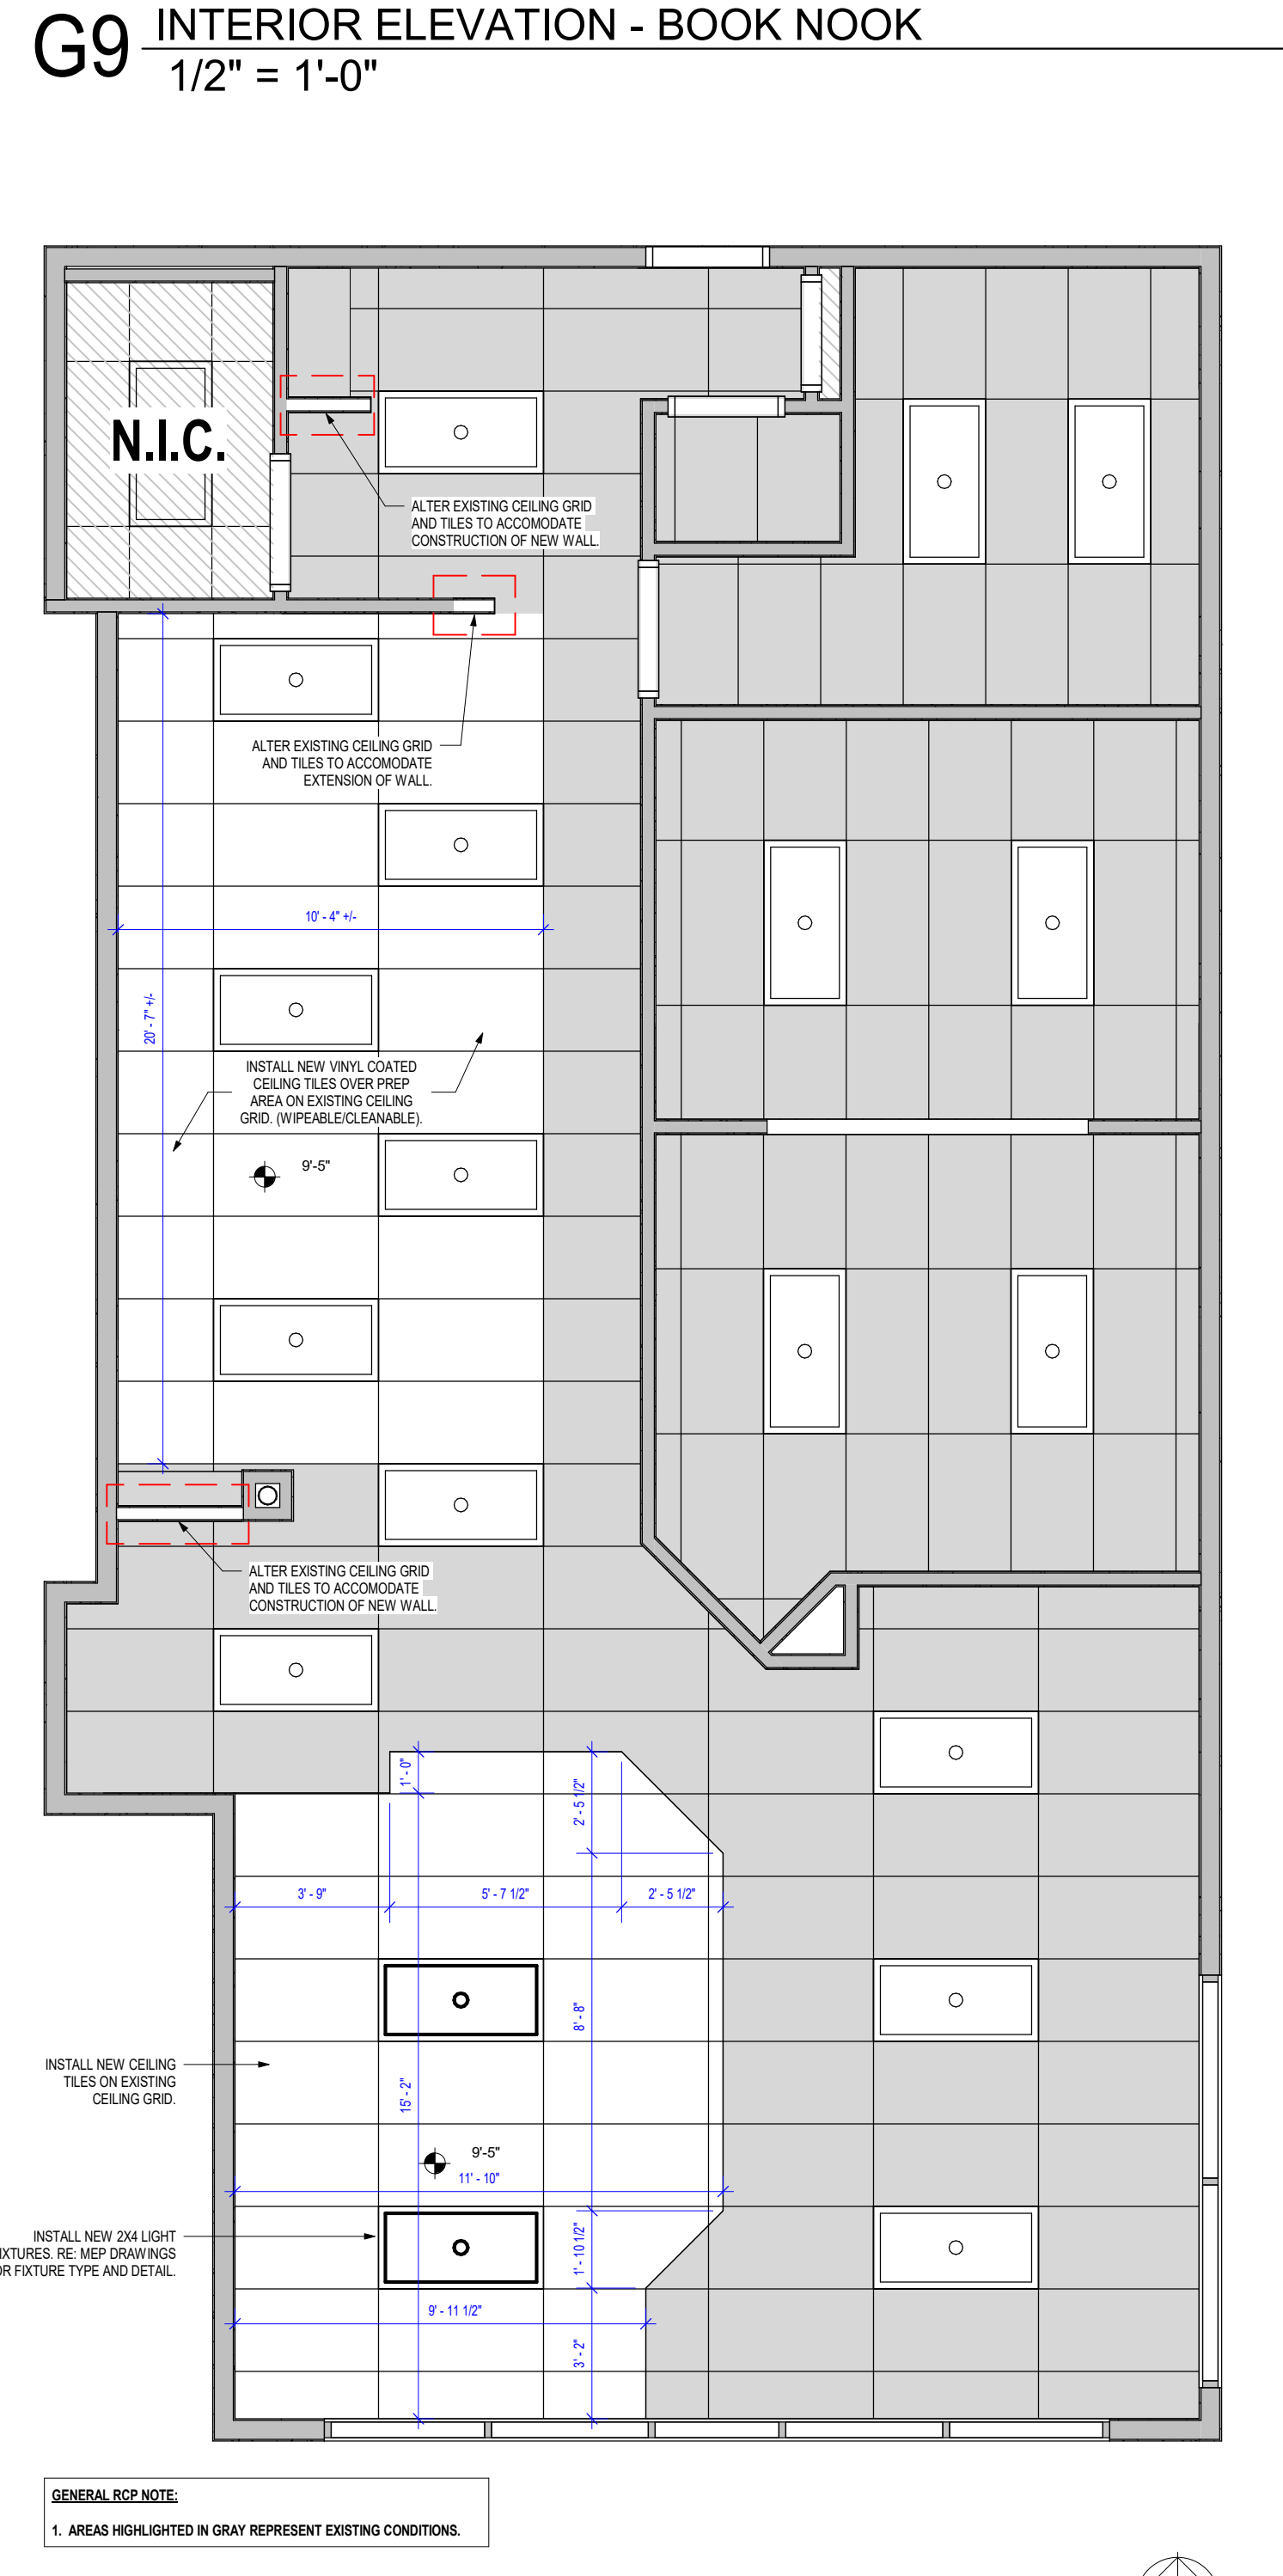 G9 INTERIOR ELEVATION - BOOK NOOK
1/2" = 1'-0"
N.I.C.
ALTER EXISTING CEILING GRID
AND TILES TO ACCOMODATE
CONSTRUCTION OF NEW WALL.
ALTER EXISTING CEILING GRID
AND TILES TO ACCOMODATE
EXTENSION OF WALL.
10' - 4" +/-
20' - 7" +/-
INSTALL NEW VINYL COATED
CEILING TILES OVER PREP
AREA ON EXISTING CEILING
GRID. (WIPEABLE/CLEANABLE).
9'-5"
ALTER EXISTING CEILING GRID
AND TILES TO ACCOMODATE
CONSTRUCTION OF NEW WALL.
1' - 0"
2' - 5 1/2"
3' - 9"
5' - 7 1/2"
2' - 5 1/2"
8' - 8"
INSTALL NEW CEILING
TILES ON EXISTING
CEILING GRID.
15' - 2"
9'-5"
11' - 10"
INSTALL NEW 2X4 LIGHT
IXTURES. RE: MEP DRAWINGS
OR FIXTURE TYPE AND DETAIL.
1' - 10 1/2"
9' - 11 1/2"
3' - 2"
GENERAL RCP NOTE:
1. AREAS HIGHLIGHTED IN GRAY REPRESENT EXISTING CONDITIONS.